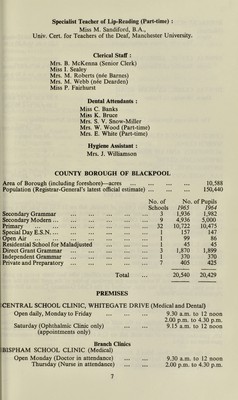 Specialist Teacher of Lip-Reading (Part-time) :
Miss M. Sandiford, B.A.,
Univ. Cert. for Teachers of the Deaf, Manchester University.
Clerical Staff :
Mrs. B. McKenna (Senior Clerk)
Miss I. Sealey
Mrs. M. Roberts (née Barnes)
Mrs. M. Webb (née Dearden)
Miss P. Fairhurst
Dental Attendants :
Miss C. Banks
Miss K. Bruce
Mrs. S. V. Snow-Miller
Mrs. W. Wood (Part-time)
Mrs. E. White (Part-time)
Hygiene Assistant :
Mrs. J. Williamson
COUNTY BOROUGH OF BLACKPOOL
Area of Borough (including foreshore)—acres ... ... ... ... 10,588
Population (Registrar-General's latest official estimate) ... ... 150,440
No. of No. of Pupils
Schools 1963 1964
Secondary Grammar ... ... ... ... ... 3 1,936 1,982
Secondary Modern ... ... ... ... ... 9 4,936 5,000
Primary ... ... ... ... ... 32 10,722 10,475
Special Day E.S.N. ... ... ... ... ... 1 157 147
Open Air ... ... ... ... ... 1 99 86
Residential School for Maladjusted ... ... 1 45 45
Direct Grant Grammar ... ... ... ... 3 1,870 1,899
Independent Grammar ... ... ... ... 1 370 370
Private and Preparatory ... ... ... ... 7 405 425
Total ... 20,540 20,429
PREMISES
CENTRAL SCHOOL CLINIC, WHITEGATE DRIVE (Medical and Dental)
Open daily, Monday to Friday ... ... 9.30 a.m. to 12 noon
2.00 p.m. to 4.30 p.m.
Saturday (Ophthalmic Clinic only) ... ... 9.15 a.m. to 12 noon
(appointments only)
Branch Clinics
BISPHAM SCHOOL CLINIC (Medical)
Open Monday (Doctor in attendance) ... ... 9.30 a.m. to 12 noon
Thursday (Nurse in attendance) ... ... 2.00 p.m. to 4.30 p.m.
7